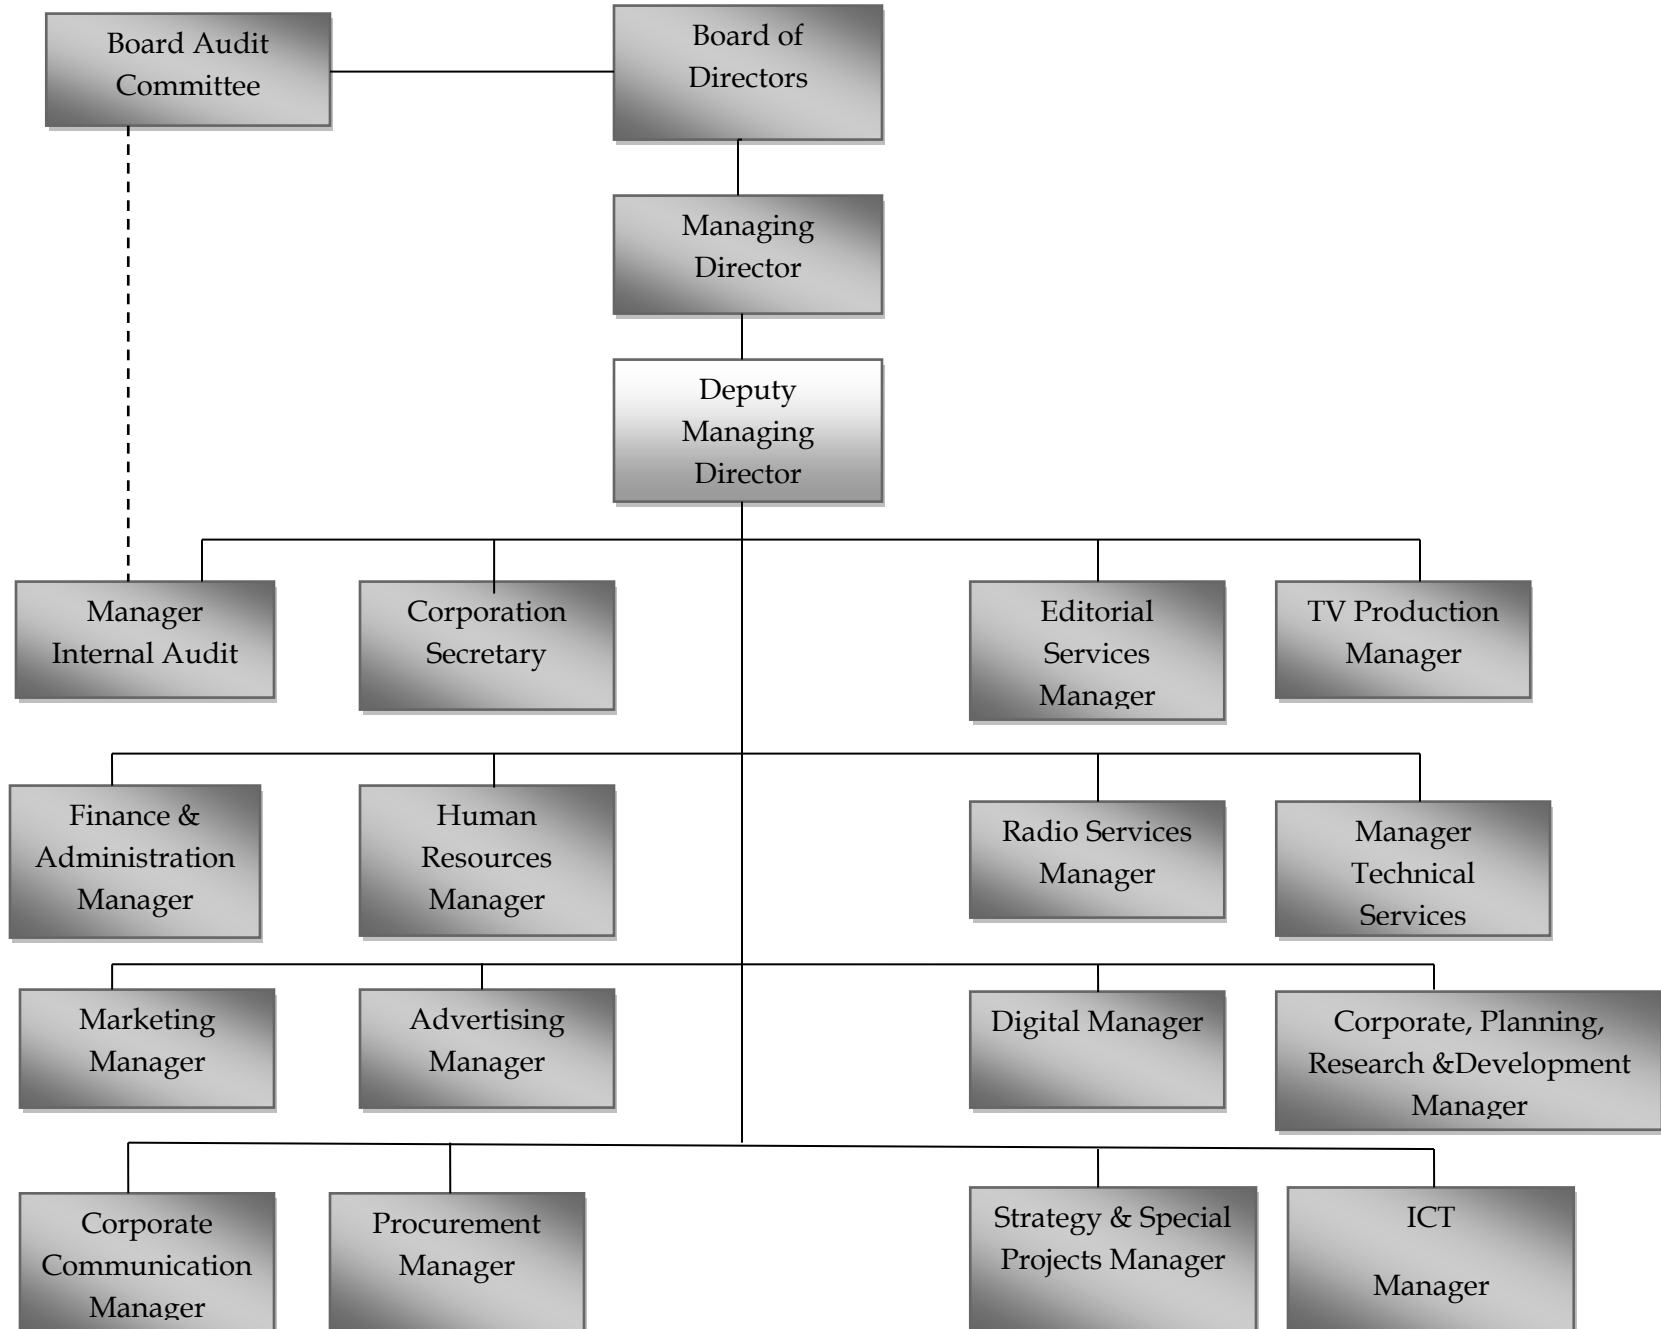 Board Audit
Committee
Board of
Directors
Managing
Director
Deputy
Managing
Director
Manager
Internal Audit
Corporation
Secretary
Editorial
Services
Manager
TV Production
Manager
Finance &
Administration
Manager
Human
Resources
Manager
Radio Services
Manager
Manager
Technical
Services
Marketing
Manager
Advertising
Manager
Digital Manager
Corporate, Planning,
Research &Development
Manager
Corporate
Communication
Manager
Procurement
Manager
Strategy & Special
Projects Manager
ICT
Manager